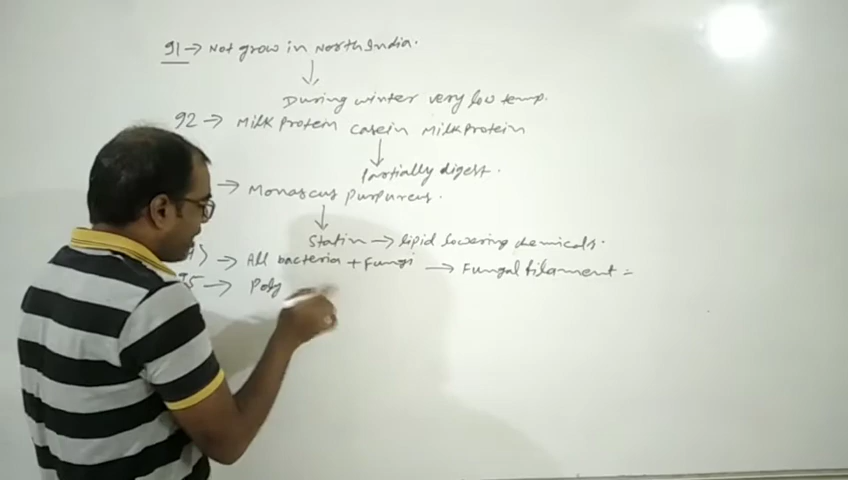 91 → Not grow in North India.
↓
During winter very low temp.
92 → Milk Protein casein Milk Protein
↓
Partially digest.
→ Monascus purpureus.
↓
Statin → lipid lowering chemicals.
→ All bacteria + Fungi → Fungal filament =
95 → Poly